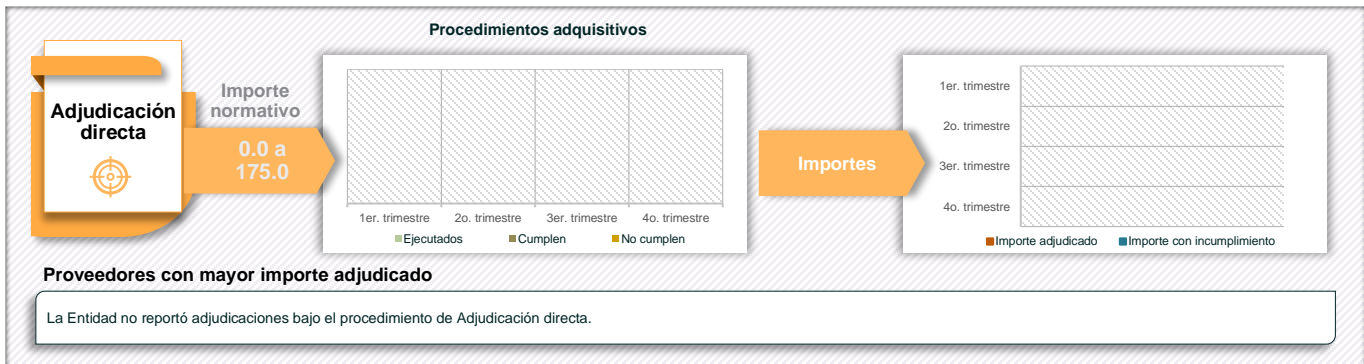 Procedimientos adquisitivos
Adjudicación
directa
Importe
normativo
0.0 a
175.0
1er. trimestre
2o. trimestre
3er. trimestre
4o. trimestre
Ejecutados
Cumplen
No cumplen
Importes
1er. trimestre
2o. trimestre
3er. trimestre
4o. trimestre
Importe adjudicado
Importe con incumplimiento
Proveedores con mayor importe adjudicado
La Entidad no reportó adjudicaciones bajo el procedimiento de Adjudicación directa.